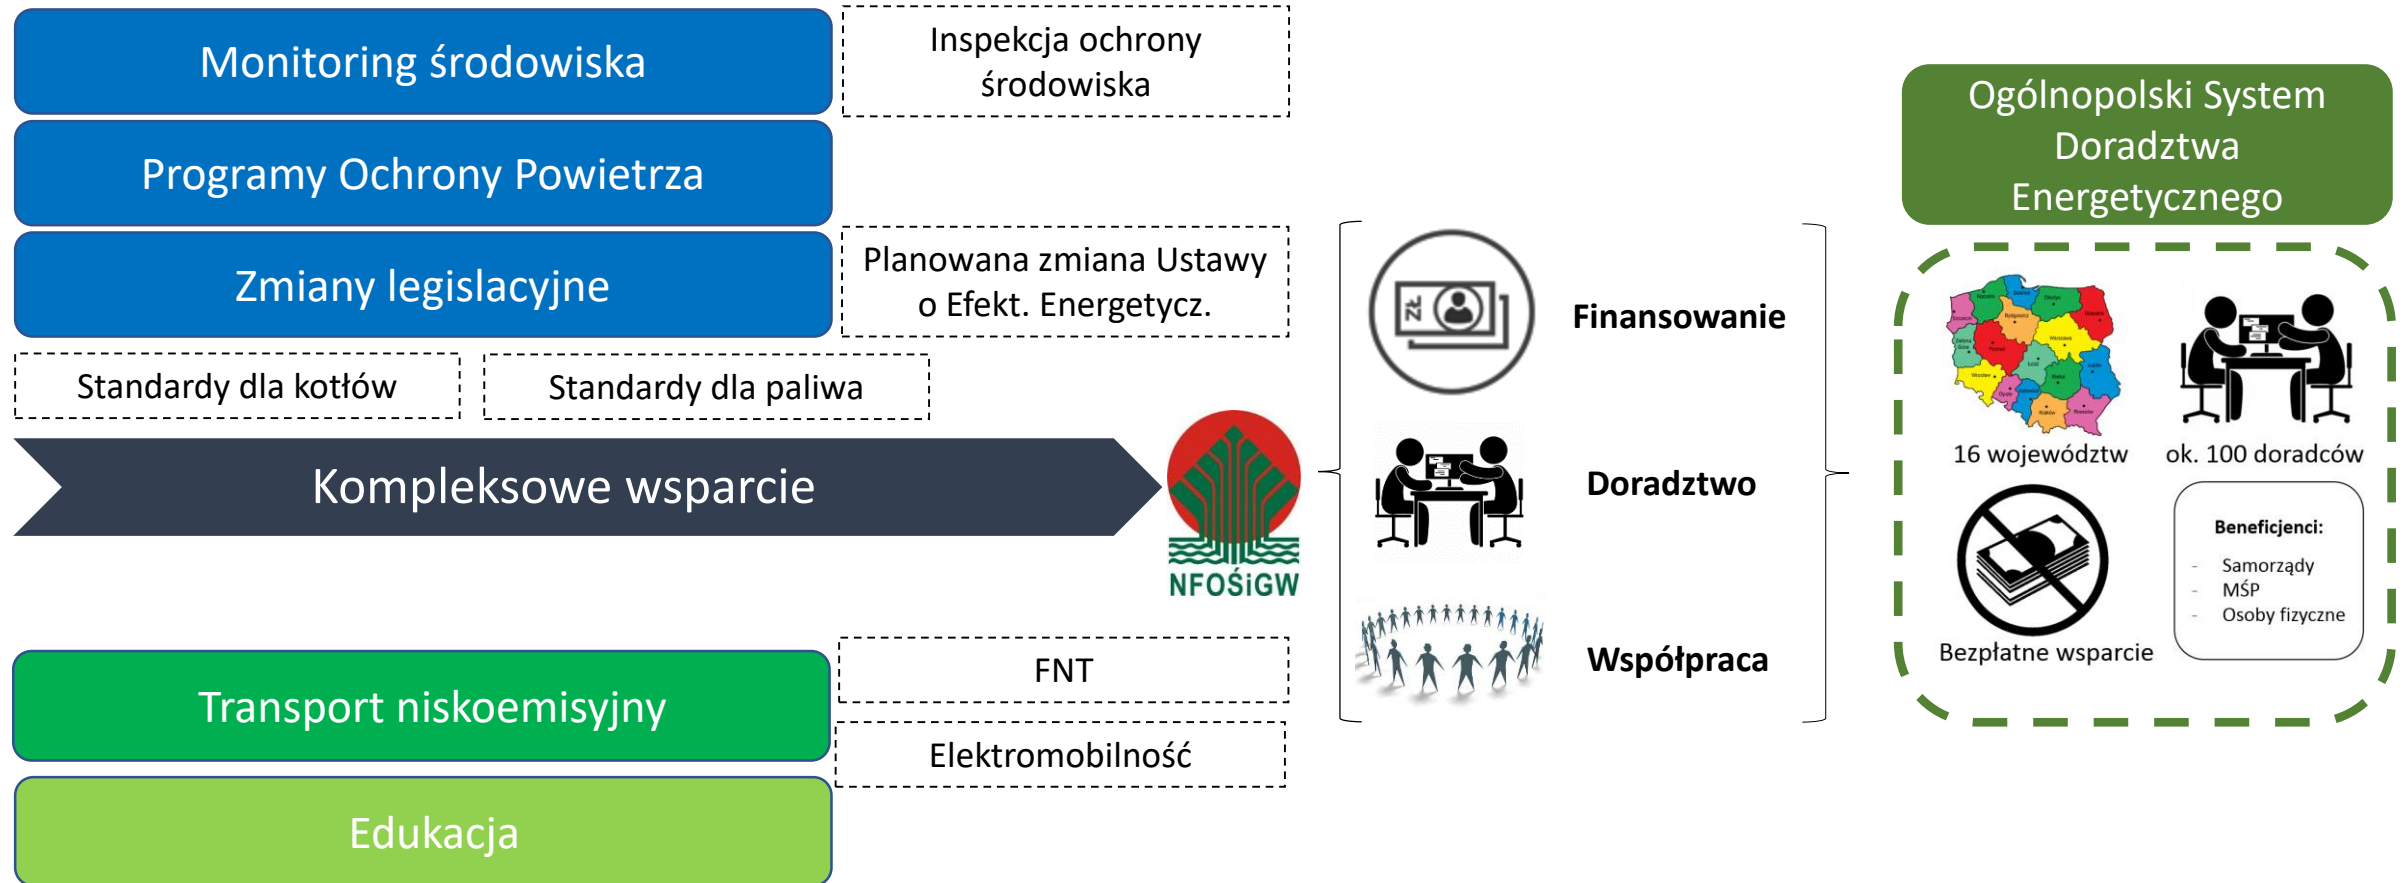 Monitoring środowiska
Inspekcja ochrony
środowiska
Programy Ochrony Powietrza
Zmiany legislacyjne
Planowana zmiana Ustawy
o Efekt. Energetycz.
Standardy dla kotłów
Standardy dla paliwa
Kompleksowe wsparcie
NFOŚiGW
Transport niskoemisyjny
FNT
Elektromobilność
Edukacja
ZŁ
Finansowanie
Doradztwo
Współpraca
Ogólnopolski System
Doradztwa
Energetycznego
16 województw
ok. 100 doradców
Bezpłatne wsparcie
Beneficjenci:
- Samorządy
- MŚP
- Osoby fizyczne